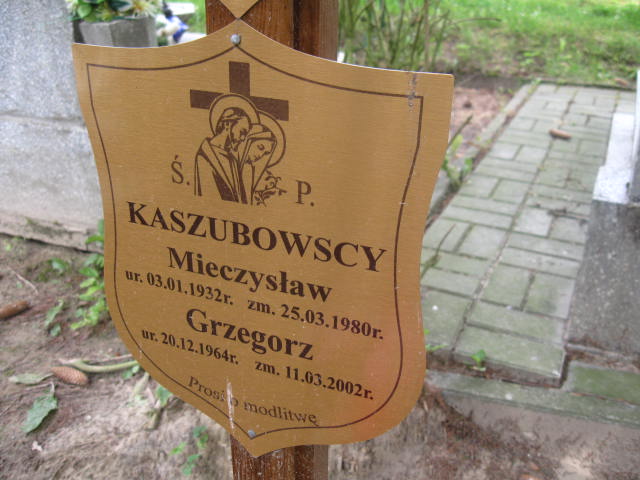 Ś. P.
KASZUBOWSCY
Mieczysław
ur. 03.01.1932r. zm. 25.03.1980r.
Grzegorz
ur. 20.12.1964r. zm. 11.03.2002r.
Proszą o modlitwę